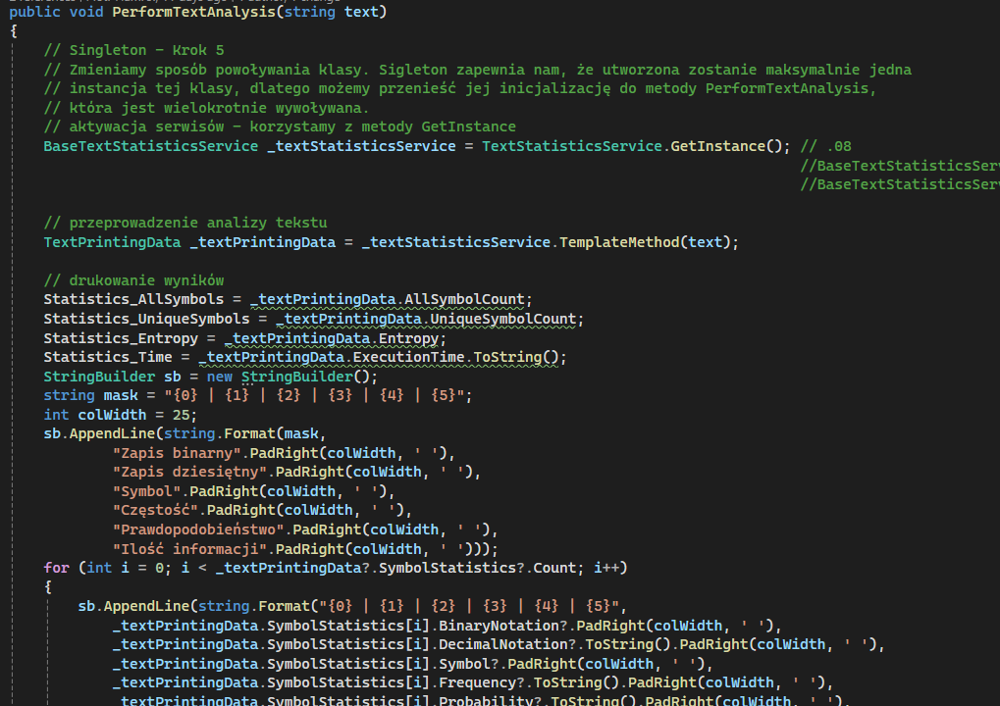 public void PerformTextAnalysis(string text)
{
// Singleton - Krok 5
// Zmieniamy sposób powoływania klasy. Sigleton zapewnia nam, że utworzona zostanie maksymalnie jedna
// instancja tej klasy, dlatego możemy przenieść jej inicjalizację do metody PerformTextAnalysis,
// która jest wielokrotnie wywoływana.
// aktywacja serwisów - korzystamy z metody GetInstance
BaseTextStatisticsService _textStatisticsService = TextStatisticsService.GetInstance(); // .08
//BaseTextStatisticsSer
//BaseTextStatisticsSer
// przeprowadzenie analizy tekstu
TextPrintingData _textPrintingData = _textStatisticsService.TemplateMethod(text);
// drukowanie wyników
Statistics_AllSymbols = _textPrintingData.AllSymbolCount;
Statistics_UniqueSymbols = _textPrintingData.UniqueSymbolCount;
Statistics_Entropy = _textPrintingData.Entropy;
Statistics_Time = _textPrintingData.ExecutionTime.ToString();
StringBuilder sb = new StringBuilder();
string mask = "{0} | {1} | {2} | {3} | {4} | {5}";
int colWidth = 25;
sb.AppendLine(string.Format(mask,
"Zapis binarny".PadRight(colWidth, ' '),
"Zapis dziesiętny".PadRight(colWidth, ' '),
"Symbol".PadRight(colWidth, ' '),
"Częstość".PadRight(colWidth, ' '),
"Prawdopodobieństwo".PadRight(colWidth, ' '),
"Ilość informacji".PadRight(colWidth, ' ')));
for (int i = 0; i < _textPrintingData?.SymbolStatistics?.Count; i++)
{
sb.AppendLine(string.Format("{0} | {1} | {2} | {3} | {4} | {5}",
_textPrintingData.SymbolStatistics[i].BinaryNotation?.PadRight(colWidth, ' '),
_textPrintingData.SymbolStatistics[i].DecimalNotation?.ToString().PadRight(colWidth, ' '),
_textPrintingData.SymbolStatistics[i].Symbol?.PadRight(colWidth, ' '),
_textPrintingData.SymbolStatistics[i].Frequency?.ToString().PadRight(colWidth, ' '),
_textPrintingData.SymbolStatistics[i].Probability?.ToString().PadRight(colWidth, ' '),